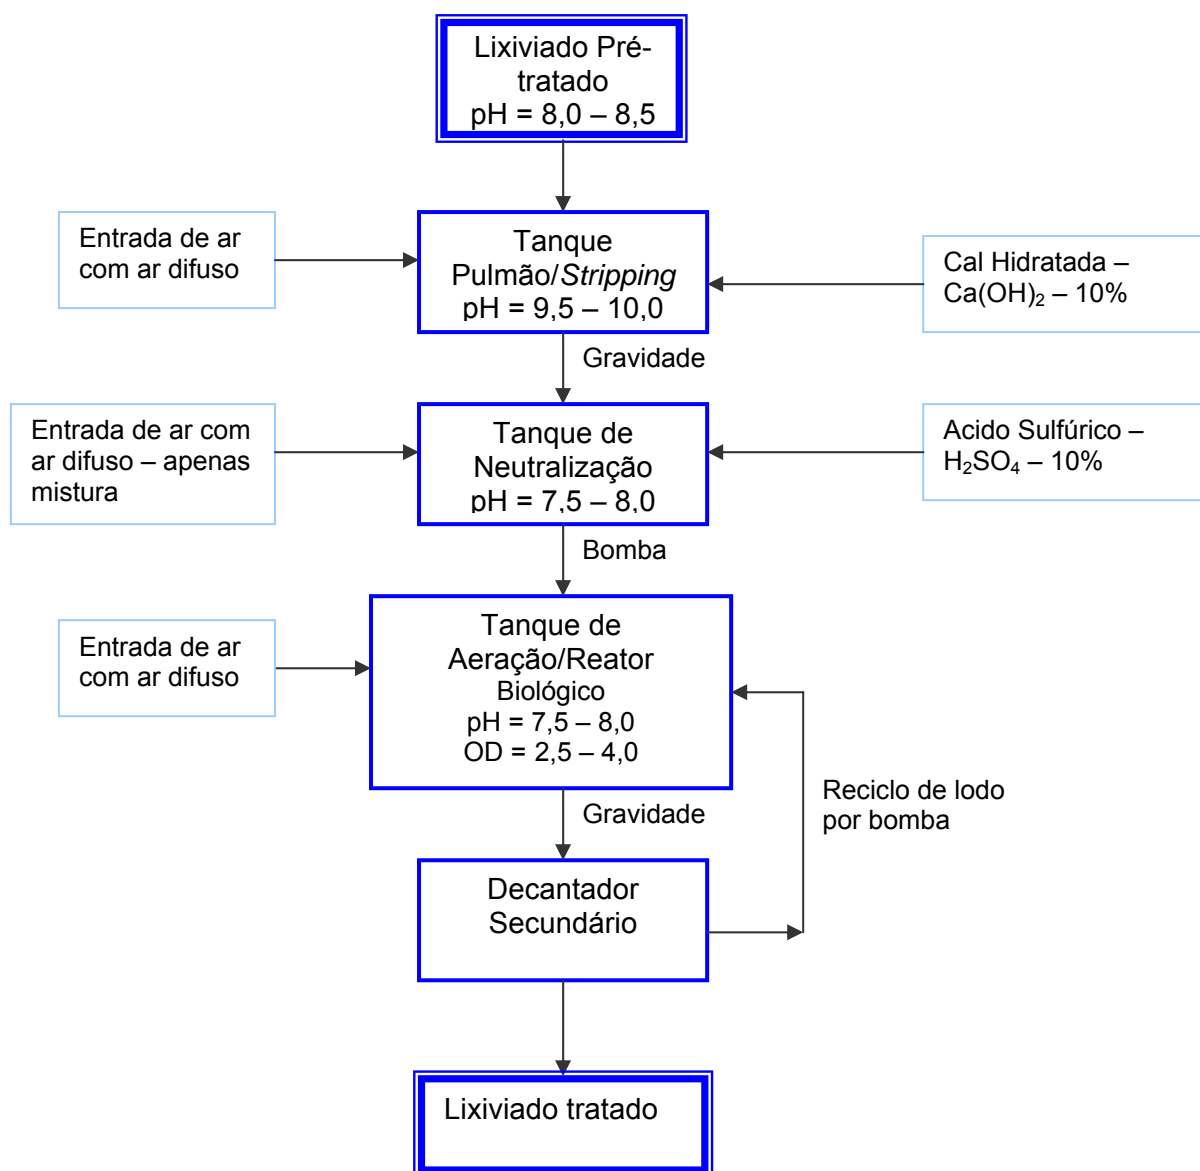 Lixiviado Pré-
tratado
pH = 8,0 – 8,5
Entrada de ar
com ar difuso
Tanque
Pulmão/Stripping
pH = 9,5 – 10,0
Cal Hidratada –
Ca(OH)₂ – 10%
Gravidade
Entrada de ar com
ar difuso – apenas
mistura
Tanque de
Neutralização
pH = 7,5 – 8,0
Acido Sulfúrico –
H₂SO₄ – 10%
Bomba
Entrada de ar
com ar difuso
Tanque de
Aeração/Reator
Biológico
pH = 7,5 – 8,0
OD = 2,5 – 4,0
Reciclo de lodo
por bomba
Gravidade
Decantador
Secundário
Lixiviado tratado